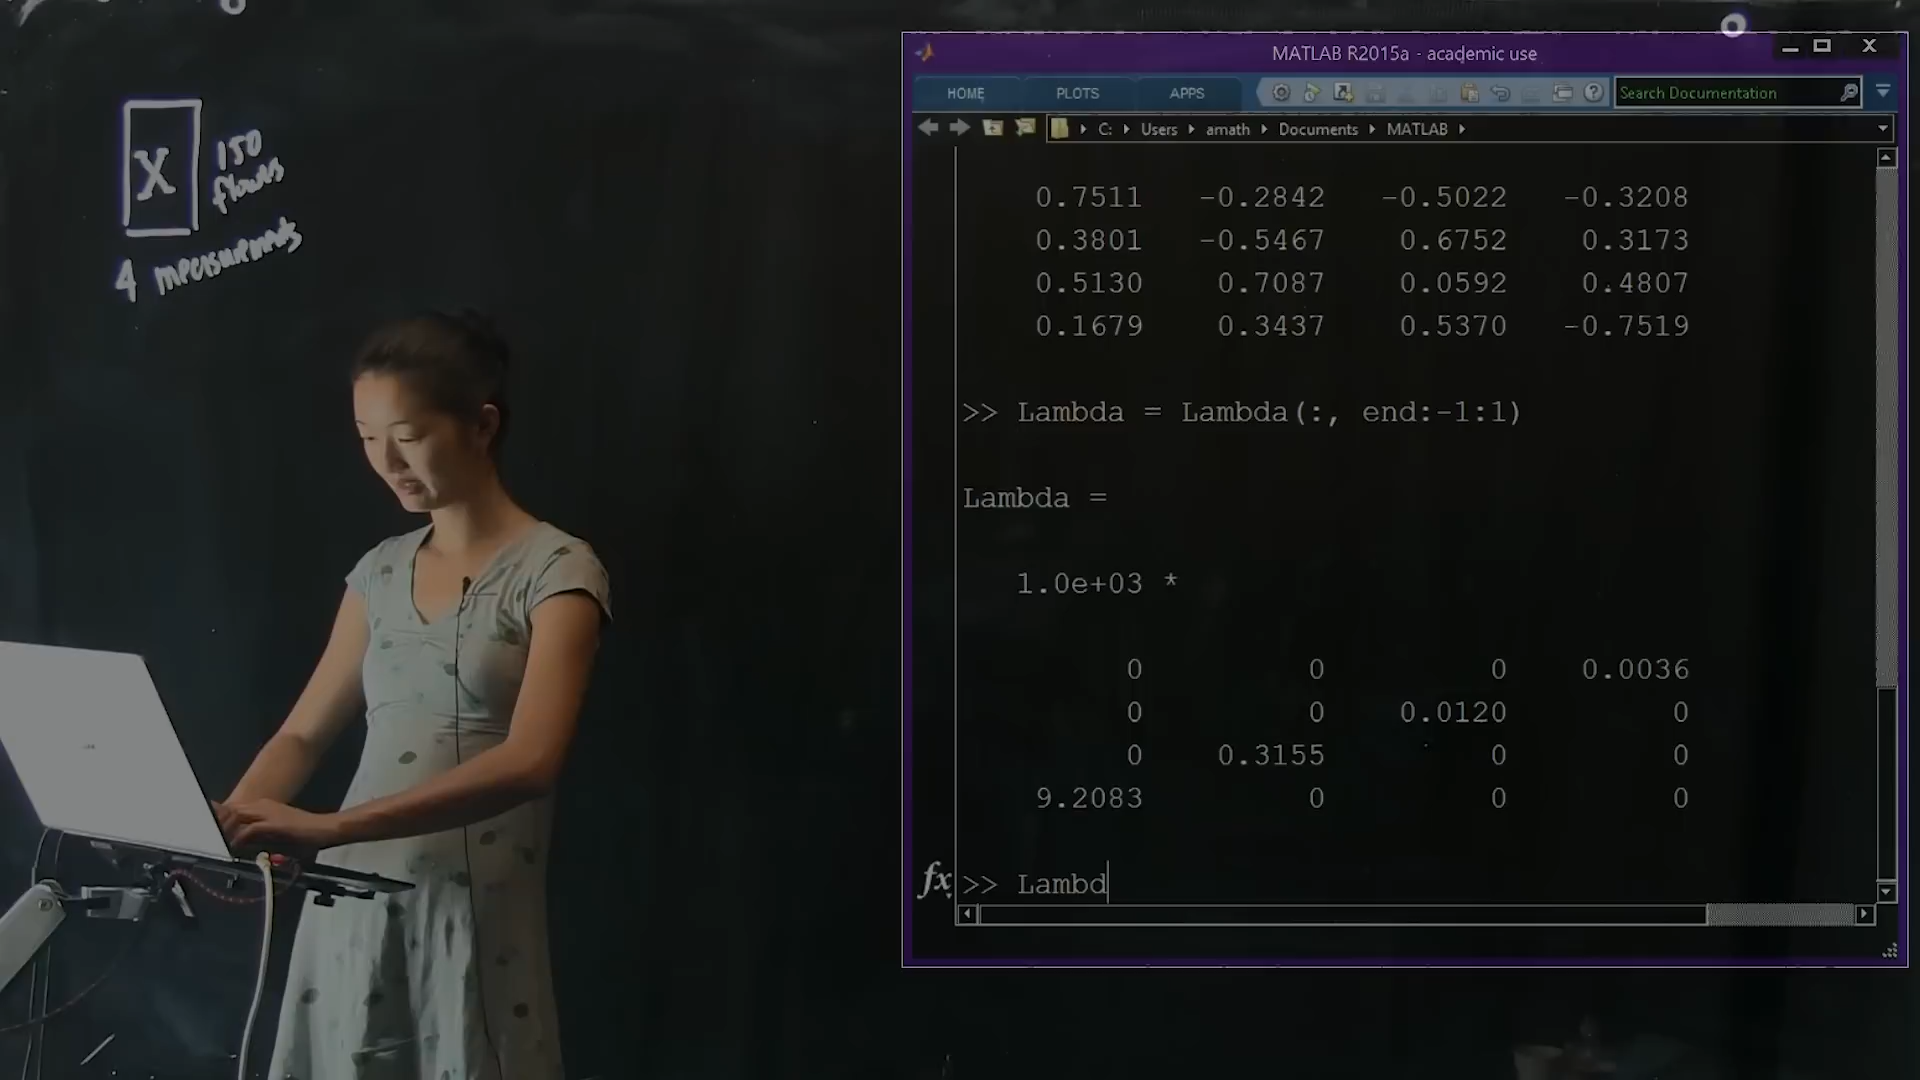 X
150
flowers
4 measurements
MATLAB R2015a - academic use
HOME PLOTS APPS Search Documentation
C: Users amath Documents MATLAB
0.7511 -0.2842 -0.5022 -0.3208
0.3801 -0.5467 0.6752 0.3173
0.5130 0.7087 0.0592 0.4807
0.1679 0.3437 0.5370 -0.7519
>> Lambda = Lambda(:, end:-1:1)
Lambda =
1.0e+03 *
0 0 0 0.0036
0 0 0.0120 0
0 0.3155 0 0
9.2083 0 0 0
fx >> Lambd